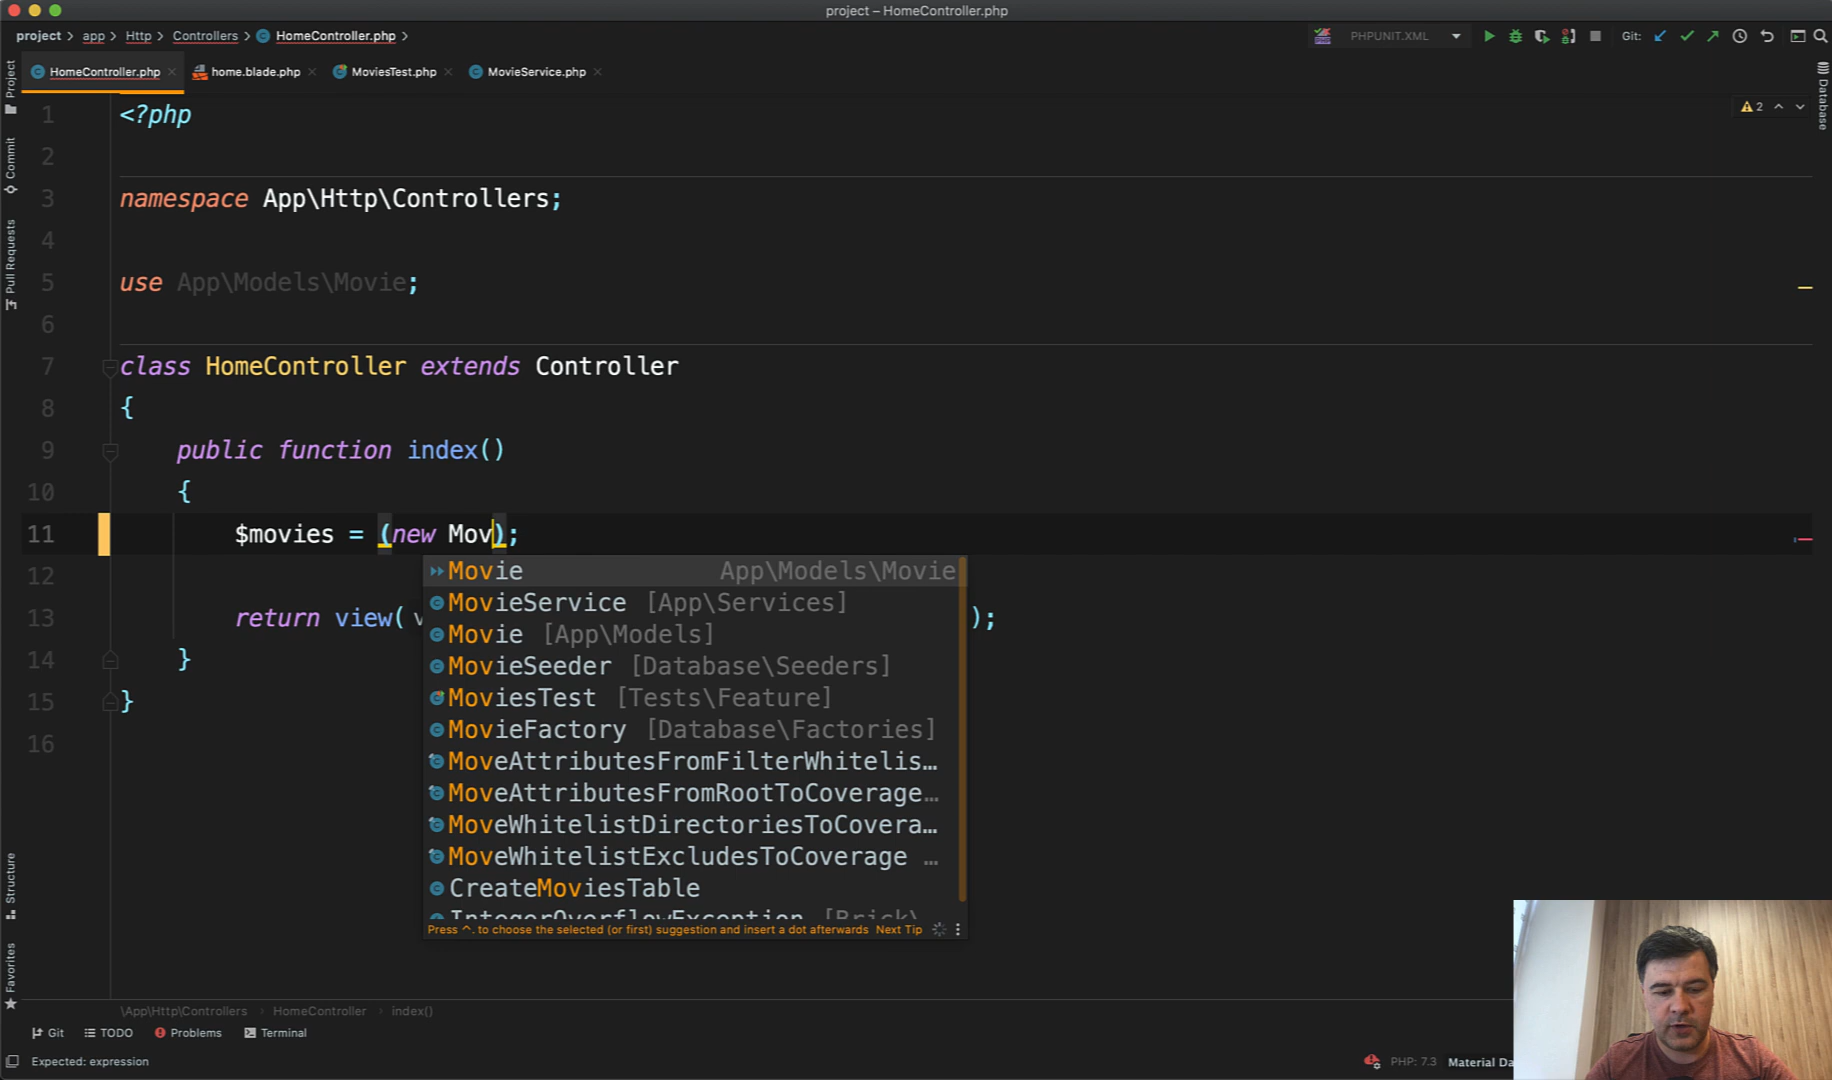 project – HomeController.php
project > app > Http > Controllers > HomeController.php >
PHPUNIT.XML
Git:
HomeController.php
home.blade.php
MoviesTest.php
MovieService.php
Project
Commit
Pull Requests
Structure
Favorites
Database
2
1 <?php
2
3 namespace App\Http\Controllers;
4
5 use App\Models\Movie;
6
7 class HomeController extends Controller
8 {
9 public function index()
10 {
11 $movies = (new Mov);
12
13 return view( v );
14 }
15 }
16
Movie App\Models\Movie
MovieService [App\Services]
Movie [App\Models]
MovieSeeder [Database\Seeders]
MoviesTest [Tests\Feature]
MovieFactory [Database\Factories]
MoveAttributesFromFilterWhitelis…
MoveAttributesFromRootToCoverage…
MoveWhitelistDirectoriesToCovera…
MoveWhitelistExcludesToCoverage …
CreateMoviesTable
IntegerOverflowException [Brick\
Press ^. to choose the selected (or first) suggestion and insert a dot afterwards Next Tip
\App\Http\Controllers > HomeController > index()
Git
TODO
Problems
Terminal
Expected: expression
PHP: 7.3
Material Da